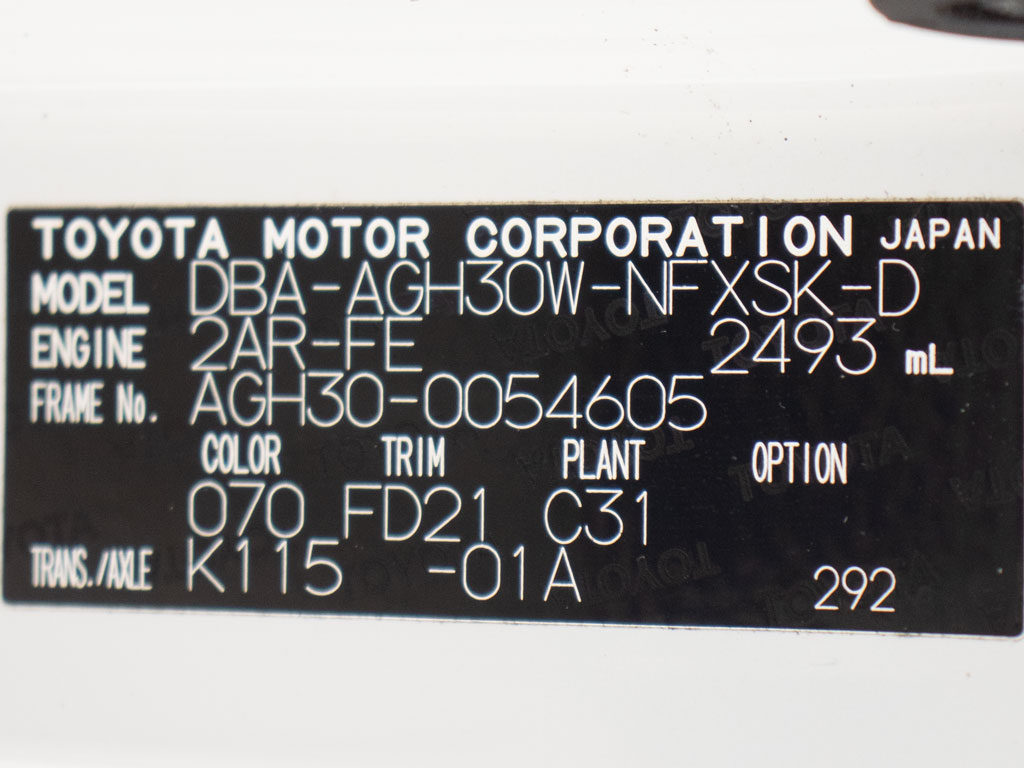 TOYOTA MOTOR CORPORATION JAPAN
MODEL DBA-AGH30W-NFXSK-D
ENGINE 2AR-FE 2493 mL
FRAME No. AGH30-0054605
COLOR TRIM PLANT OPTION
070 FD21 C31
TRANS./AXLE K115 -01A 292